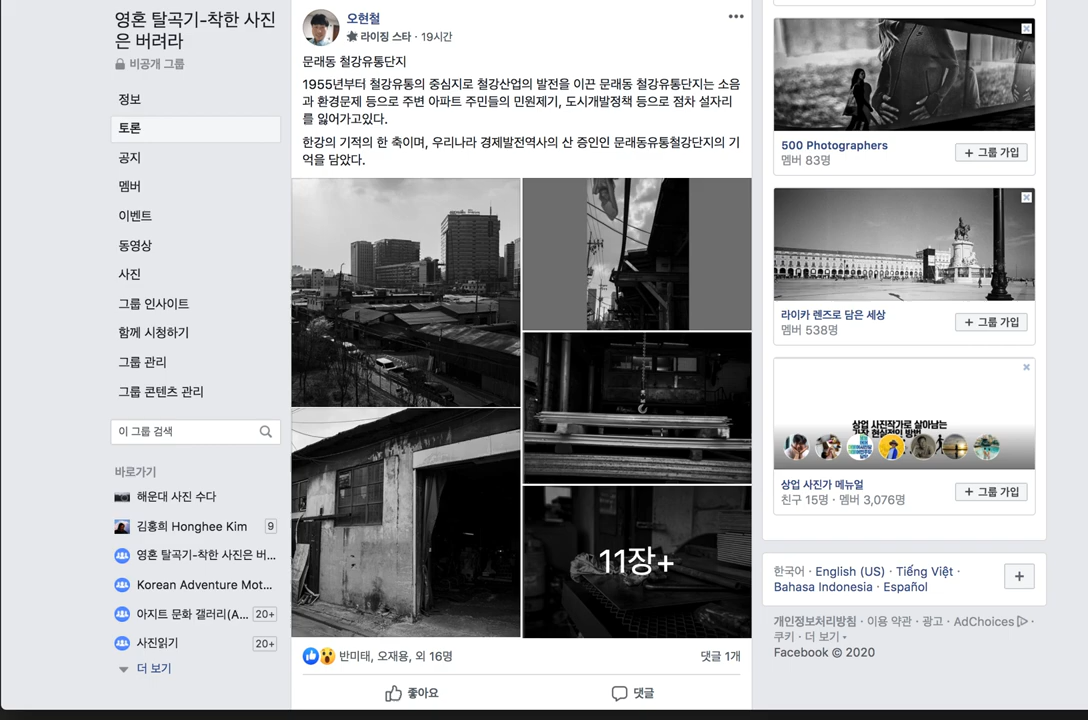 영혼 탈곡기-착한 사진
은 버려라
비공개 그룹
정보
토론
공지
멤버
이벤트
동영상
사진
그룹 인사이트
함께 시청하기
그룹 관리
그룹 콘텐츠 관리
이 그룹 검색
바로가기
해운대 사진 수다
김홍희 Honghee Kim 9
영혼 탈곡기-착한 사진은 버...
Korean Adventure Mot...
아지트 문화 갤러리(A... 20+
사진읽기 20+
더 보기
오현철
라이징 스타 · 19시간
문래동 철강유통단지
1955년부터 철강유통의 중심지로 철강산업의 발전을 이끈 문래동 철강유통단지는 소음
과 환경문제 등으로 주변 아파트 주민들의 민원제기, 도시개발정책 등으로 점차 설자리
를 잃어가고있다.
한강의 기적의 한 축이며, 우리나라 경제발전역사의 산 증인인 문래동유통철강단지의 기
억을 담았다.
11장+
반미태, 오재용, 외 16명
댓글 1개
좋아요
댓글
500 Photographers
멤버 83명
+ 그룹 가입
라이카 렌즈로 담은 세상
멤버 538명
+ 그룹 가입
상업 사진작가로 살아남는
가장 현실적인 방법
상업 사진가 메뉴얼
친구 15명 · 멤버 3,076명
+ 그룹 가입
한국어 · English (US) · Tiếng Việt ·
Bahasa Indonesia · Español
개인정보처리방침 · 이용 약관 · 광고 · AdChoices ·
쿠키 · 더 보기
Facebook © 2020